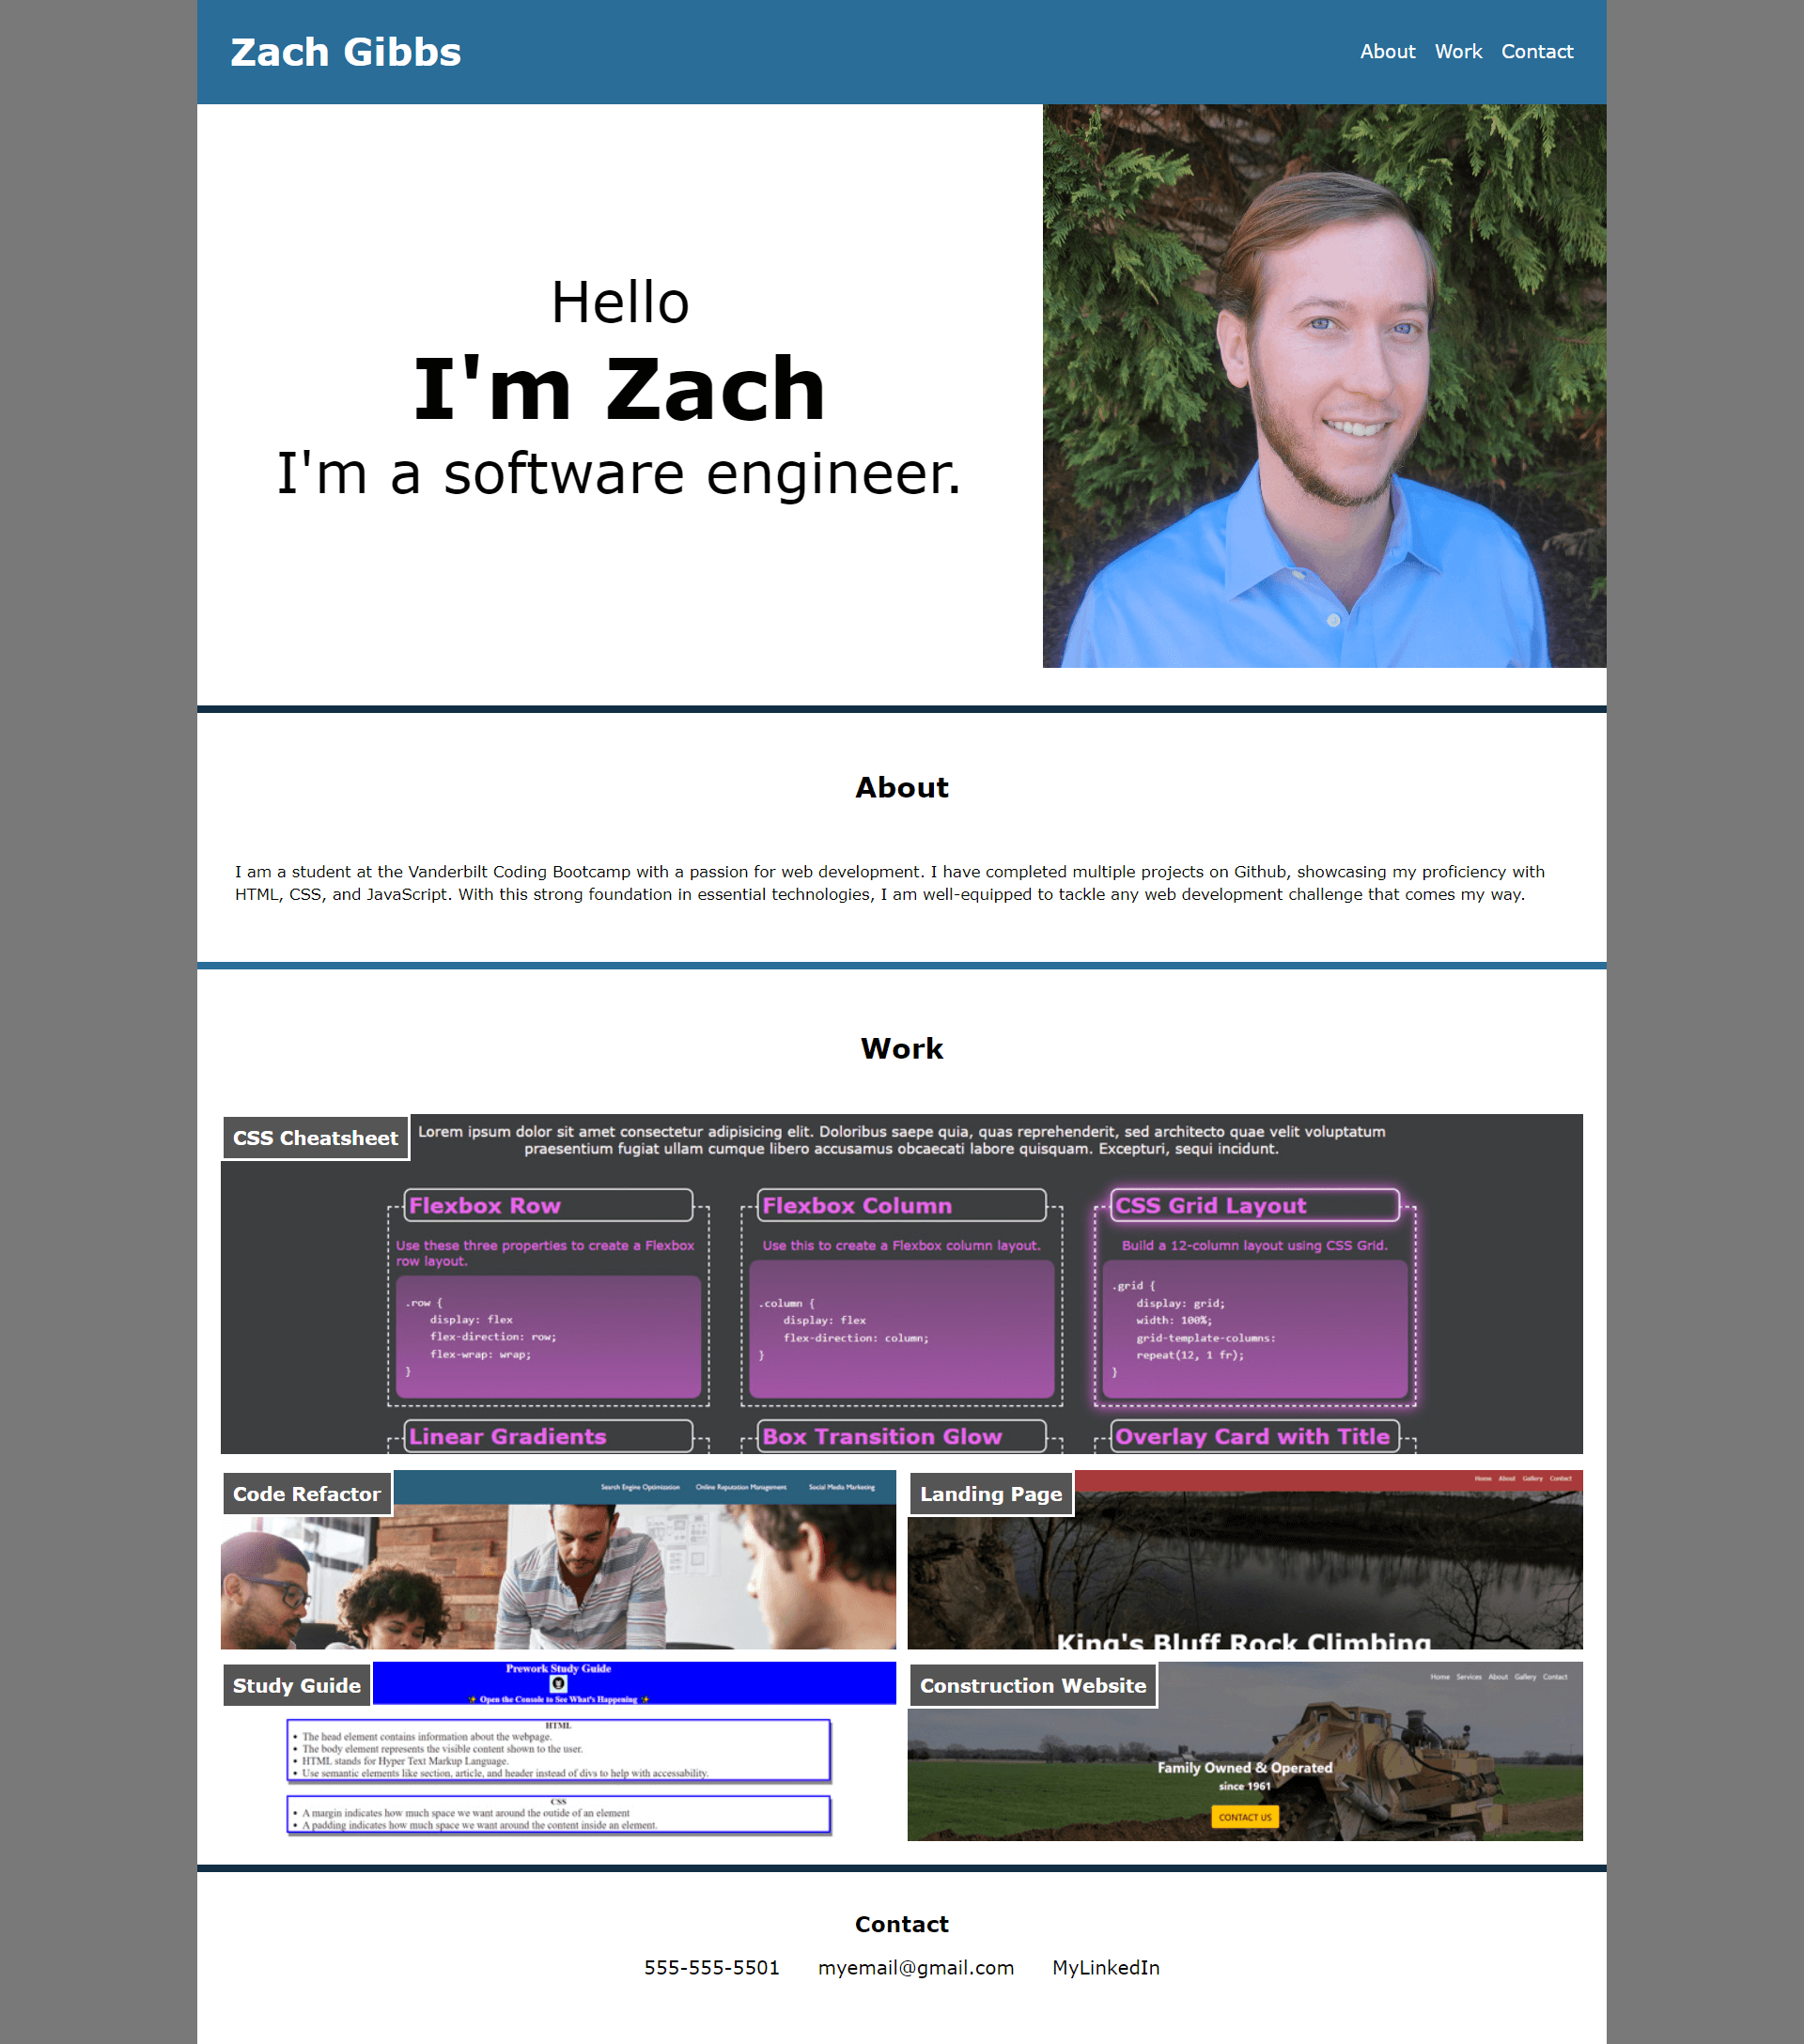 Zach Gibbs
About Work Contact
Hello
I'm Zach
I'm a software engineer.
About
I am a student at the Vanderbilt Coding Bootcamp with a passion for web development. I have completed multiple projects on Github, showcasing my proficiency with
HTML, CSS, and JavaScript. With this strong foundation in essential technologies, I am well-equipped to tackle any web development challenge that comes my way.
Work
CSS Cheatsheet
Lorem ipsum dolor sit amet consectetur adipisicing elit. Doloribus saepe quia, quas reprehenderit, sed architecto quae velit voluptatum
praesentium fugiat ullam cumque libero accusamus obcaecati labore quisquam. Excepturi, sequi incidunt.
Flexbox Row
Use these three properties to create a Flexbox
row layout.
.row {
display: flex
flex-direction: row;
flex-wrap: wrap;
}
Flexbox Column
Use this to create a Flexbox column layout.
.column {
display: flex
flex-direction: column;
}
CSS Grid Layout
Build a 12-column layout using CSS Grid.
.grid {
display: grid;
width: 100%;
grid-template-columns:
repeat(12, 1 fr);
}
Linear Gradients
Box Transition Glow
Overlay Card with Title
Code Refactor
Search Engine Optimization Online Reputation Management Social Media Marketing
Landing Page
Home About Gallery Contact
King's Bluff Rock Climbing
Study Guide
Prework Study Guide
✨ Open the Console to See What's Happening ✨
HTML
• The head element contains information about the webpage.
• The body element represents the visible content shown to the user.
• HTML stands for Hyper Text Markup Language.
• Use semantic elements like section, article, and header instead of divs to help with accessability.
CSS
• A margin indicates how much space we want around the outide of an element
• A padding indicates how much space we want around the content inside an element.
Construction Website
Home Services About Gallery Contact
Family Owned & Operated
since 1961
CONTACT US
Contact
555-555-5501 myemail@gmail.com MyLinkedIn